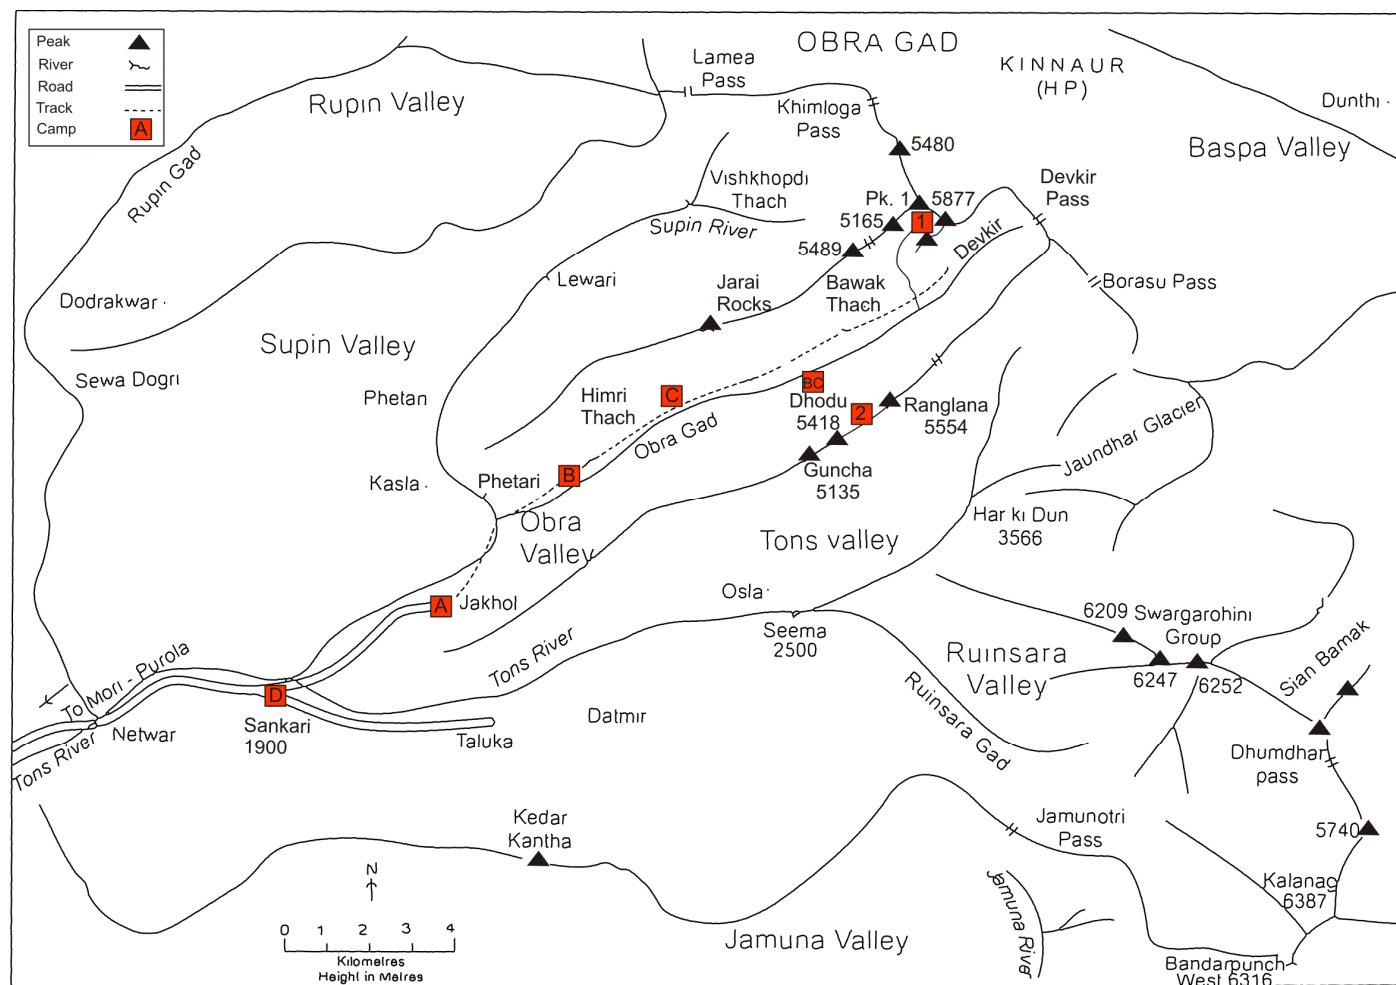 Peak
River
Road
Track
Camp A
OBRA GAD
KINNAUR
(HP)
Lamea
Pass
Khimloga
Pass
Dunthi
Rupin Valley
Baspa Valley
Rupin Gad
5480
Vishkhopdi
Thach
Pk. 1
5877
Devkir
Pass
5165
1
Supin River
5489
Devkir
Lewari
Jarai
Rocks
Bawak
Thach
Borasu Pass
Dodrakwar
Supin Valley
Sewa Dogri
Phetan
Himri
Thach
C
BC
Dhodu
5418
2
Ranglana
5554
Obra Gad
Jaundhar Glacier
Guncha
5135
Kasla
Phetari
B
Obra
Valley
Tons valley
Har ki Dun
3566
Osla
A
Jakhol
Seema
2500
6209
Swargarohini
Group
6247
6252
Sian Bamak
Ruinsara
Valley
Tons River
To Mori - Purola
D
Sankari
1900
Netwar
Tons River
Datmir
Taluka
Ruinsara Gad
Dhumdhar
pass
Kedar
Kantha
Jamunotri
Pass
5740
N
Kalanag
6387
Jamuna River
0 1 2 3 4
Kilometres
Height in Metres
Jamuna Valley
Bandarpunch
West 6316